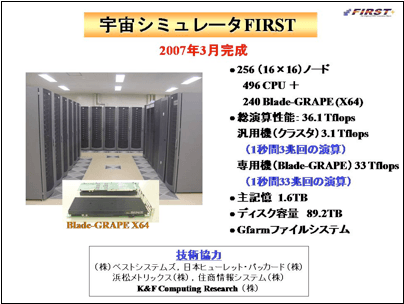 宇宙シミュレータFIRST
FIRST
2007年3月完成
●256 (16×16)ノード
496 CPU +
240 Blade-GRAPE (X64)
●総演算性能: 36.1 Tflops
汎用機(クラスタ) 3.1 Tflops
(1秒間3兆回の演算)
専用機(Blade-GRAPE) 33 Tflops
(1秒間33兆回の演算)
●主記憶 1.6TB
●ディスク容量 89.2TB
●Gfarmファイルシステム
Blade-GRAPE X64
技術協力
(株)ベストシステムズ, 日本ヒューレット・パッカード(株)
浜松メトリックス(株), 住商情報システム(株)
K&F Computing Research (株)